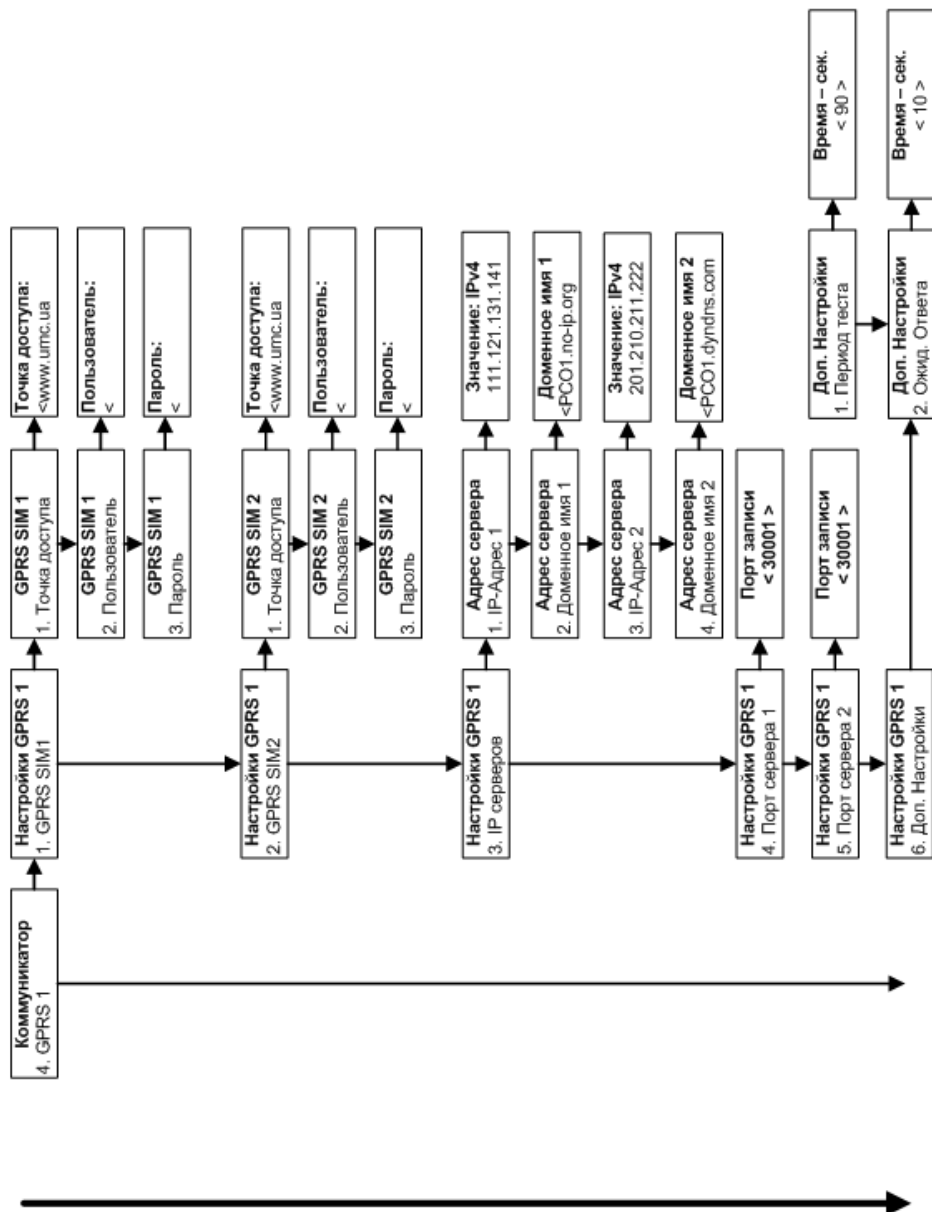 Коммуникатор
4. GPRS 1
Настройки GPRS 1
1. GPRS SIM1
GPRS SIM 1
1. Точка доступа
Точка доступа:
<www.umc.ua
GPRS SIM 1
2. Пользователь
Пользователь:
<
GPRS SIM 1
3. Пароль
Пароль:
<
Настройки GPRS 1
2. GPRS SIM2
GPRS SIM 2
1. Точка доступа
Точка доступа:
<www.umc.ua
GPRS SIM 2
2. Пользователь
Пользователь:
<
GPRS SIM 2
3. Пароль
Пароль:
<
Настройки GPRS 1
3. IP серверов
Адрес сервера
1. IP-Адрес 1
Значение: IPv4
111.121.131.141
Адрес сервера
2. Доменное имя 1
Доменное имя 1
<PCO1.no-ip.org
Адрес сервера
3. IP-Адрес 2
Значение: IPv4
201.210.211.222
Адрес сервера
4. Доменное имя 2
Доменное имя 2
<PCO1.dyndns.com
Настройки GPRS 1
4. Порт сервера 1
Порт записи
< 30001 >
Настройки GPRS 1
5. Порт сервера 2
Порт записи
< 30001 >
Настройки GPRS 1
6. Доп. Настройки
Доп. Настройки
1. Период теста
Время – сек.
< 90 >
Доп. Настройки
2. Ожид. Ответа
Время – сек.
< 10 >